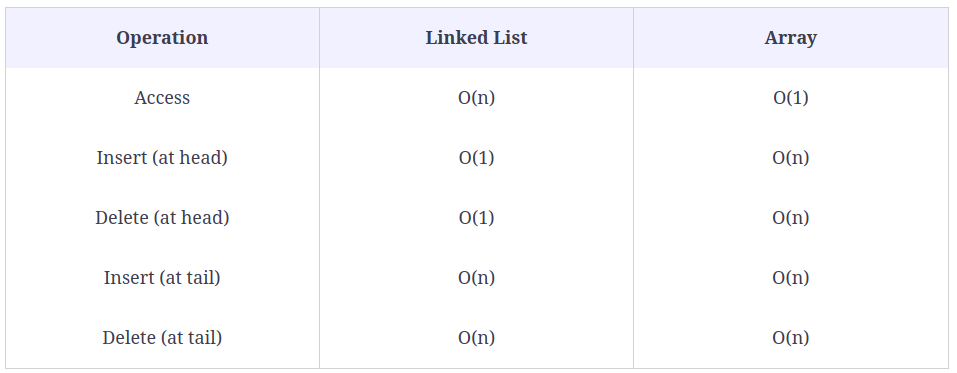 Operation Linked List Array
Access O(n) O(1)
Insert (at head) O(1) O(n)
Delete (at head) O(1) O(n)
Insert (at tail) O(n) O(n)
Delete (at tail) O(n) O(n)